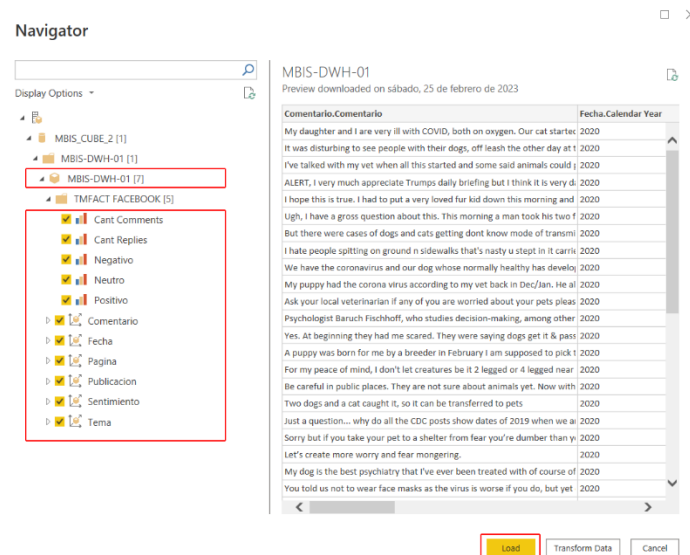 Navigator
Display Options
MBIS_CUBE_2 [1]
MBIS-DWH-01 [1]
MBIS-DWH-01 [7]
TMFACT FACEBOOK [5]
Cant Comments
Cant Replies
Negativo
Neutro
Positivo
Comentario
Fecha
Pagina
Publicacion
Sentimiento
Tema
MBIS-DWH-01
Preview downloaded on sábado, 25 de febrero de 2023
Comentario.Comentario Fecha.Calendar Year
My daughter and I are very ill with COVID, both on oxygen. Our cat started 2020
It was disturbing to see people with their dogs, off leash the other day at 2020
I've talked with my vet when all this started and some said animals could 2020
ALERT, I very much appreciate Trumps daily briefing but I think it is very 2020
I hope this is true. I had to put a very loved fur kid down this morning and 2020
Ugh, I have a gross question about this. This morning a man took his two 2020
But there were cases of dogs and cats getting dont know mode of 2020
I hate people spitting on ground n sidewalks that's nasty u stept in it 2020
We have the coronavirus and our dog whose normally healthy has 2020
My puppy had the corona virus according to my vet back in Dec/Jan. He 2020
Ask your local veterinarian if any of you are worried about your pets 2020
Psychologist Baruch Fischhoff, who studies decision-making, among other 2020
Yes. At beginning they had me scared. They were saying dogs get it & pass 2020
A puppy was born for me by a breeder in February I am supposed to pick 2020
For my peace of mind, I don't let creatures be it 2 legged or 4 legged near 2020
Be careful in public places. They are not sure about animals yet. Now with 2020
Two dogs and a cat caught it, so it can be transferred to pets 2020
Just a question... why do all the CDC posts show dates of 2019 when we 2020
Sorry but if you take your pet to a shelter from fear you're dumber than 2020
Let's create more worry and fear mongering. 2020
My dog is the best psychiatry that I've ever been treated with of course of 2020
You told us not to wear face masks as the virus is worse if you do, but yet 2020
Load Transform Data Cancel